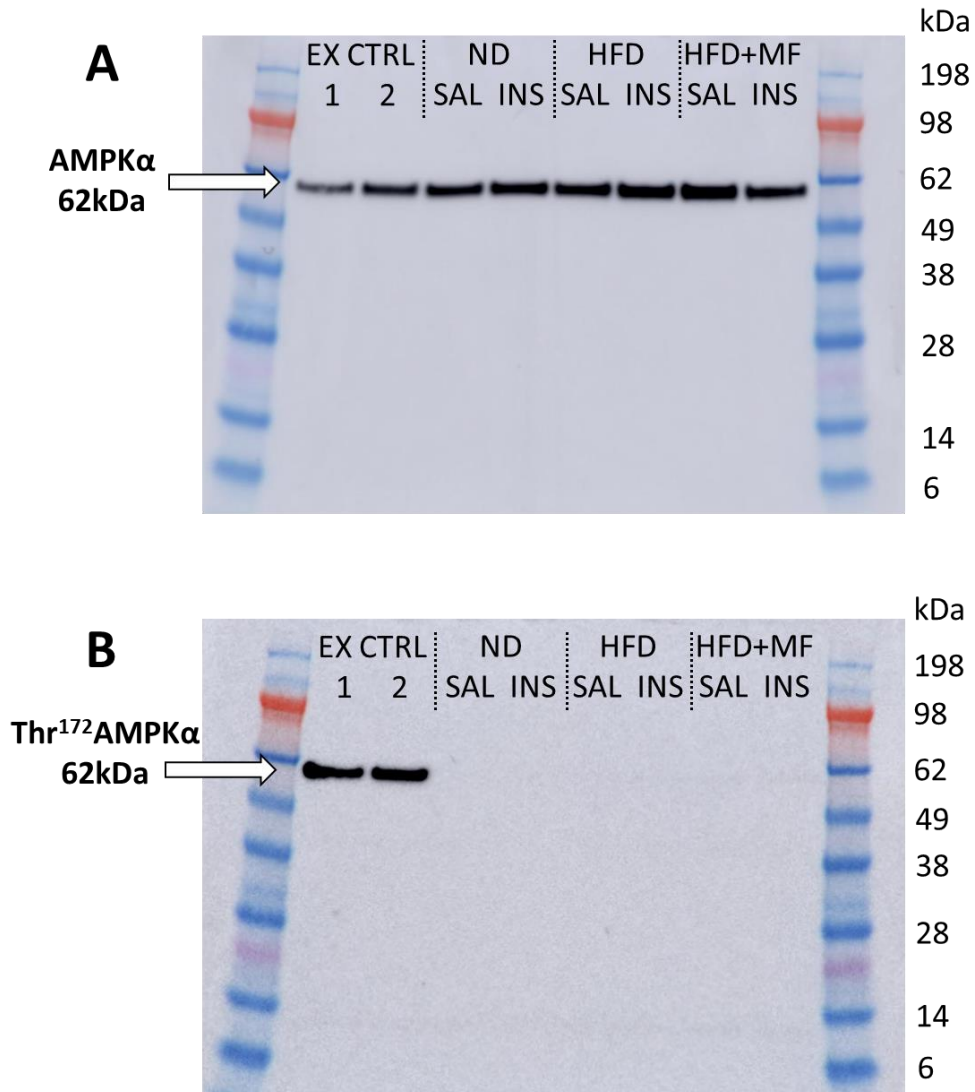 kDa
A
EX CTRL ND HFD HFD+MF
1 2 SAL INS SAL INS SAL INS
198
98
AMPKα
62kDa
62
49
38
28
14
6
kDa
B
EX CTRL ND HFD HFD+MF
1 2 SAL INS SAL INS SAL INS
198
98
Thr¹⁷²AMPKα
62kDa
62
49
38
28
14
6